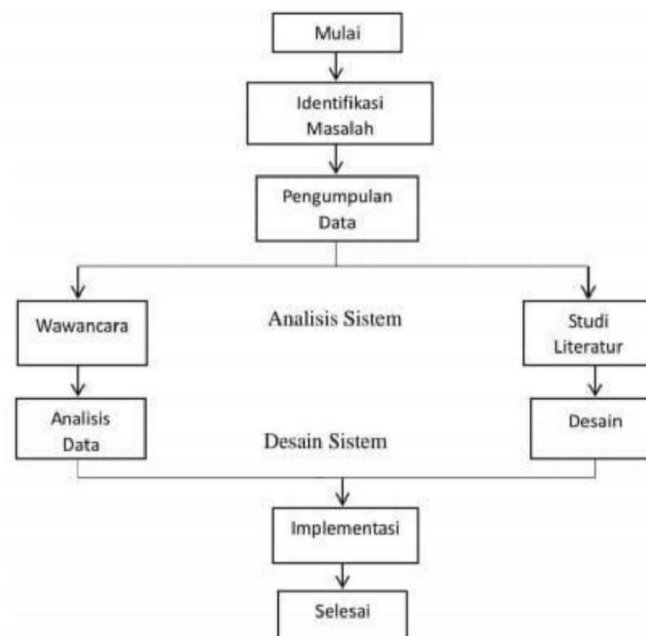 Mulai
Identifikasi
Masalah
Pengumpulan
Data
Wawancara
Analisis Sistem
Studi
Literatur
Analisis
Data
Desain Sistem
Desain
Implementasi
Selesai